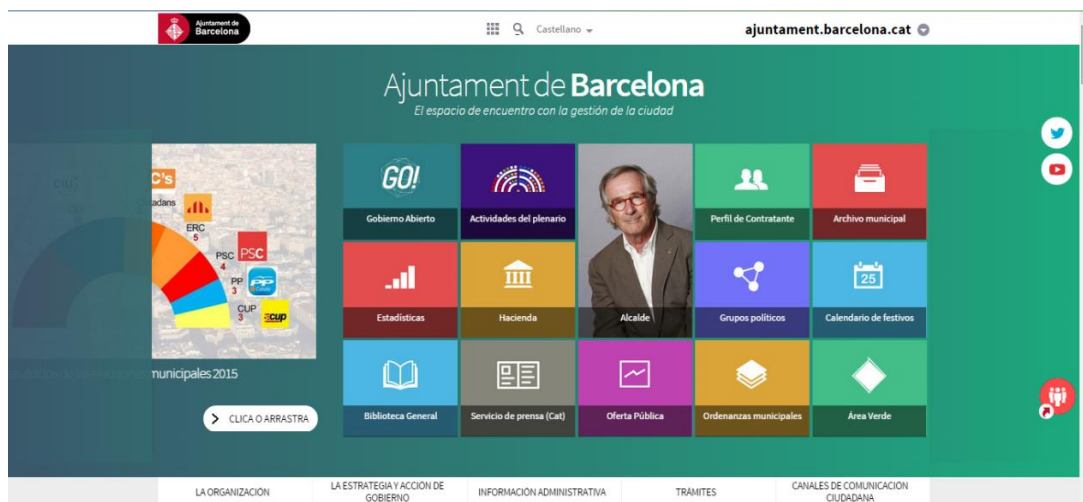 Ajuntament de
Barcelona
Castellano
ajuntament.barcelona.cat
Ajuntament de Barcelona
El espacio de encuentro con la gestión de la ciudad
CIU
C's
ERC
5
PSC
4
PSC
PP
3
PP
CUP
3
cup
municipales 2015
CLICA O ARRASTRA
GO!
Gobierno Abierto
Actividades del plenario
Alcalde
Perfil de Contratante
Archivo municipal
Estadísticas
Hacienda
Grupos políticos
25
Calendario de festivos
Biblioteca General
Servicio de prensa (Cat)
Oferta Pública
Ordenanzas municipales
Área Verde
LA ORGANIZACIÓN
LA ESTRATEGIA Y ACCIÓN DE
GOBIERNO
INFORMACIÓN ADMINISTRATIVA
TRÁMITES
CANALES DE COMUNICACIÓN
CIUDADANA